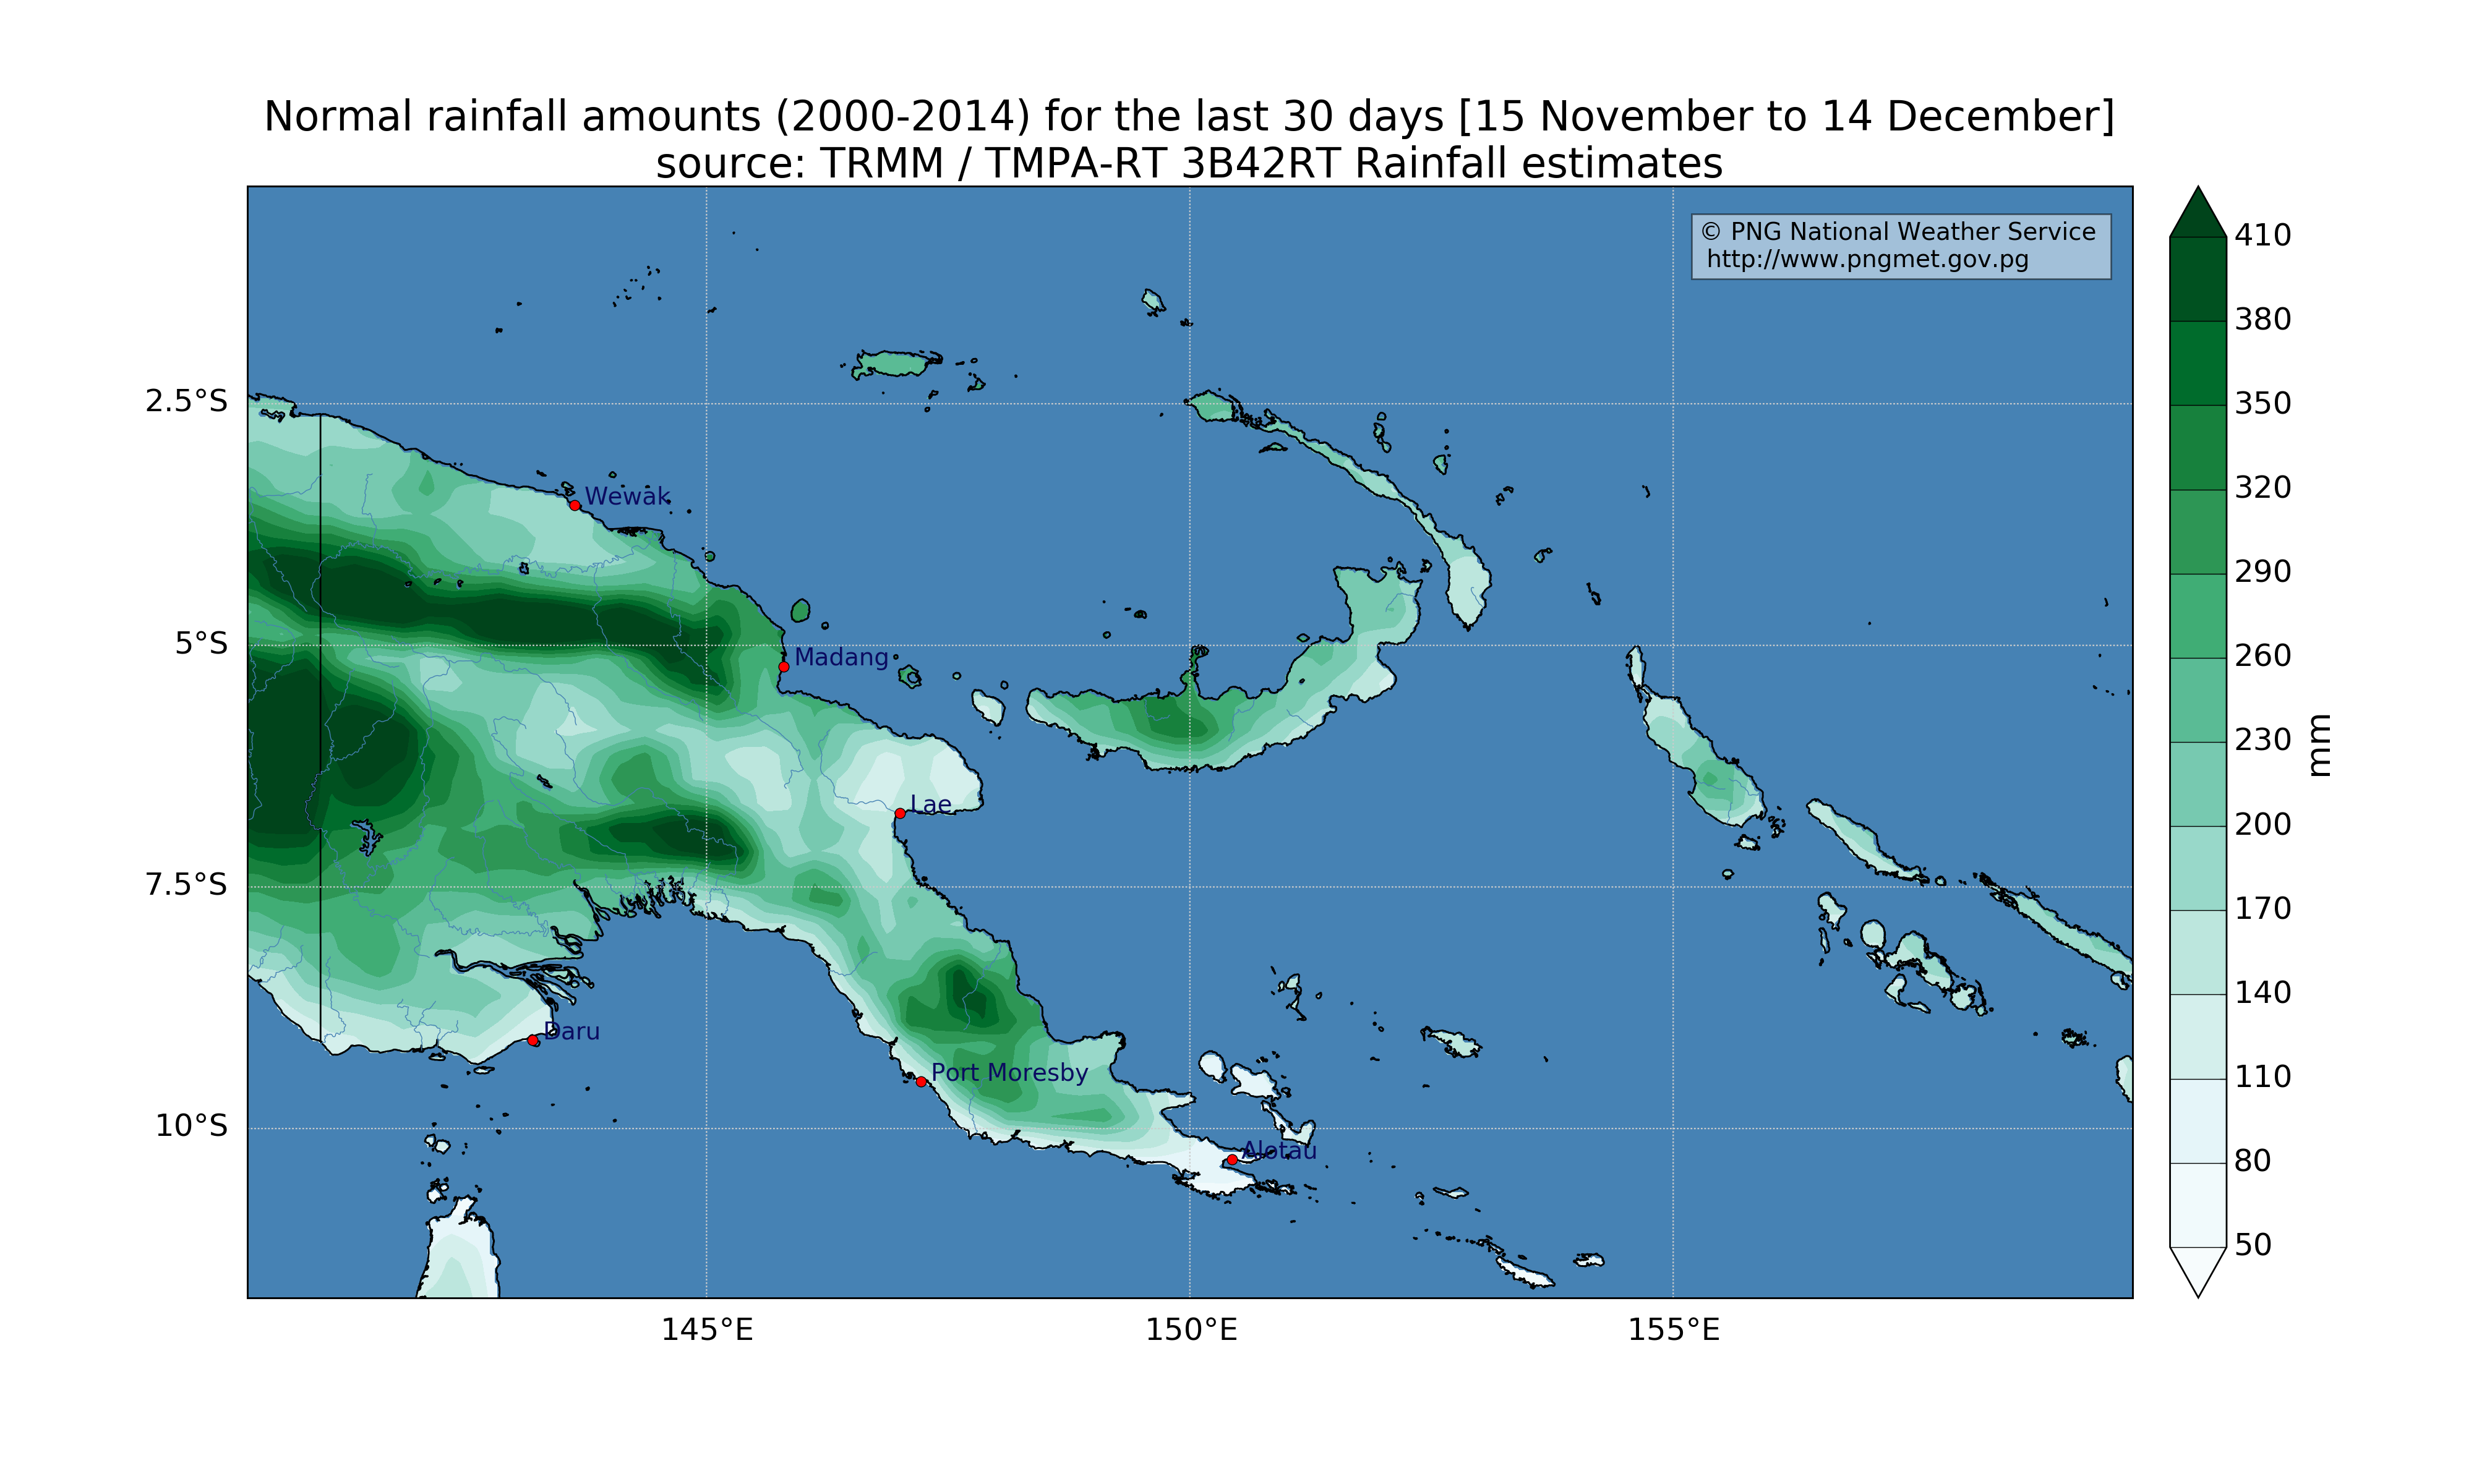 Normal rainfall amounts (2000-2014) for the last 30 days [15 November to 14 December]
source: TRMM / TMPA-RT 3B42RT Rainfall estimates
© PNG National Weather Service
http://www.pngmet.gov.pg
410
380
350
320
290
260
230
200
170
140
110
80
50
mm
2.5°S
5°S
7.5°S
10°S
Wewak
Madang
Lae
Daru
Port Moresby
Alotau
145°E
150°E
155°E